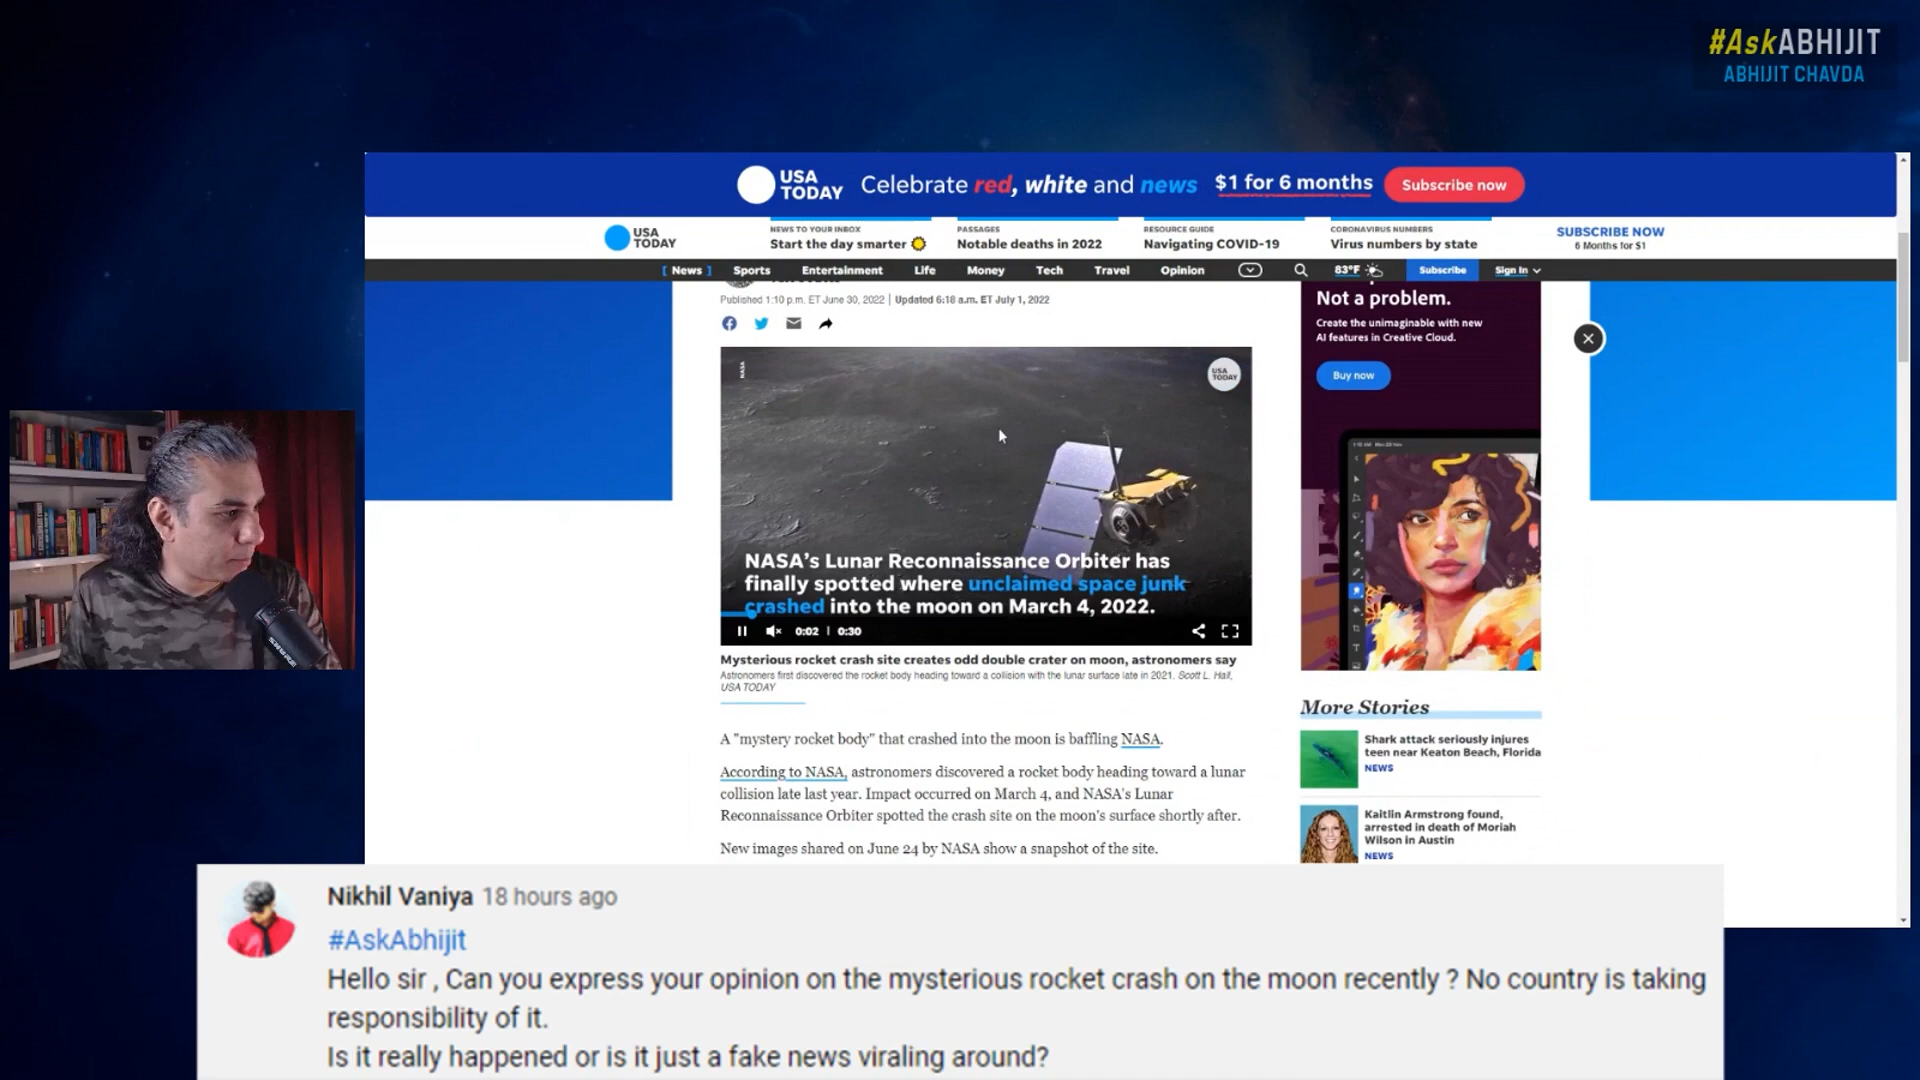 #AskABHIJIT
ABHIJIT CHAVDA
USA TODAY Celebrate red, white and news $1 for 6 months Subscribe now
USA TODAY
NEWS TO YOUR INBOX
Start the day smarter
PASSAGES
Notable deaths in 2022
RESOURCE GUIDE
Navigating COVID-19
CORONAVIRUS NUMBERS
Virus numbers by state
SUBSCRIBE NOW
6 Months for $1
[ News ] Sports Entertainment Life Money Tech Travel Opinion 83°F Subscribe Sign In
Published 1:10 p.m. ET June 30, 2022 | Updated 6:18 a.m. ET July 1, 2022
NASA
USA TODAY
NASA's Lunar Reconnaissance Orbiter has
finally spotted where unclaimed space junk
crashed into the moon on March 4, 2022.
0:02 | 0:30
Mysterious rocket crash site creates odd double crater on moon, astronomers say
Astronomers first discovered the rocket body heading toward a collision with the lunar surface late in 2021. Scott L. Hall,
USA TODAY
A "mystery rocket body" that crashed into the moon is baffling NASA.
According to NASA, astronomers discovered a rocket body heading toward a lunar
collision late last year. Impact occurred on March 4, and NASA's Lunar
Reconnaissance Orbiter spotted the crash site on the moon's surface shortly after.
New images shared on June 24 by NASA show a snapshot of the site.
Not a problem.
Create the unimaginable with new
AI features in Creative Cloud.
Buy now
More Stories
Shark attack seriously injures
teen near Keaton Beach, Florida
NEWS
Kaitlin Armstrong found,
arrested in death of Moriah
Wilson in Austin
NEWS
Nikhil Vaniya 18 hours ago
#AskAbhijit
Hello sir , Can you express your opinion on the mysterious rocket crash on the moon recently ? No country is taking
responsibility of it.
Is it really happened or is it just a fake news viraling around?